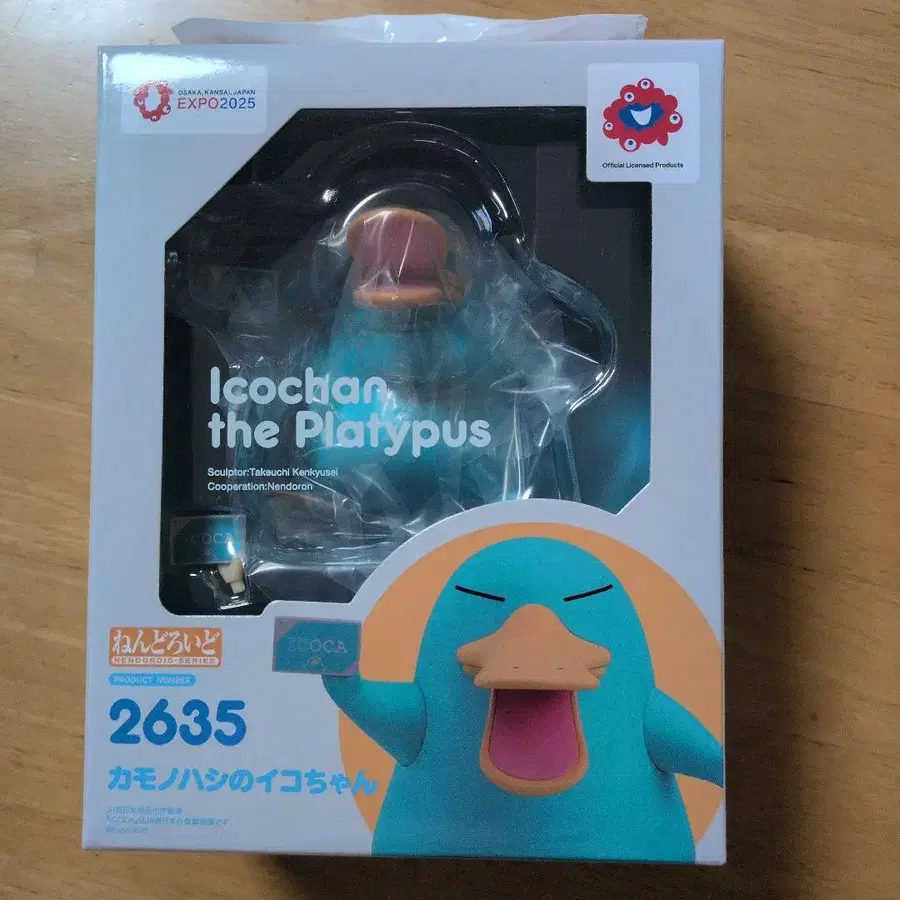 OSAKA, KANSAI, JAPAN
EXPO2025
Official Licensed Products
Icochan
the Platypus
Sculptor:Takeuchi Kenkyusei
Cooperation:Nendoron
ICOCA
ねんどろいど
NENDOROID-SERIES
ICOCA
PRODUCT NUMBER
2635
カモノハシのイコちゃん